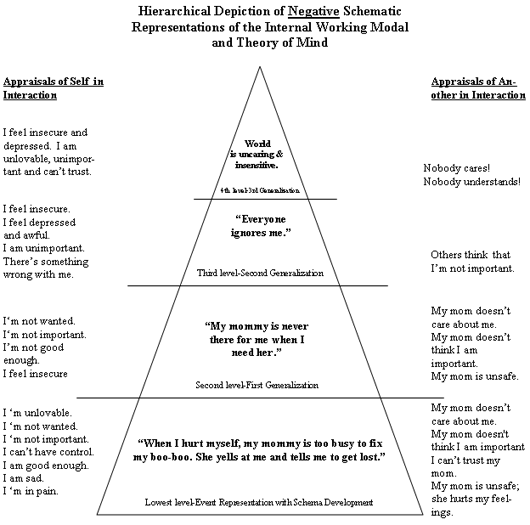 Hierarchical Depiction of Negative Schematic
Representations of the Internal Working Modal
and Theory of Mind
Appraisals of Self in
Interaction
Appraisals of An-
other in Interaction
I feel insecure and
depressed. I am
unlovable, unimpor-
tant and can't trust.
World
is uncaring &
insensitive.
4th level-3rd Generalization
Nobody cares!
Nobody understands!
I feel insecure.
I feel depressed
and awful.
I am unimportant.
There's something
wrong with me.
"Everyone
ignores me."
Third level-Second Generalization
Others think that
I'm not important.
I'm not wanted.
I'm not important.
I'm not good
enough.
I feel insecure
"My mommy is never
there for me when I
need her."
Second level-First Generalization
My mom doesn't
care about me.
My mom doesn't
think I am
important.
My mom is unsafe.
I 'm unlovable.
I 'm not wanted.
I 'm not important.
I can't have control.
I am good enough.
I am sad.
I 'm in pain.
"When I hurt myself, my mommy is too busy to fix
my boo-boo. She yells at me and tells me to get lost."
Lowest level-Event Representation with Schema Development
My mom doesn't
care about me.
My mom doesn't
think I am important
I can't trust my
mom.
My mom is unsafe;
she hurts my feel-
ings.